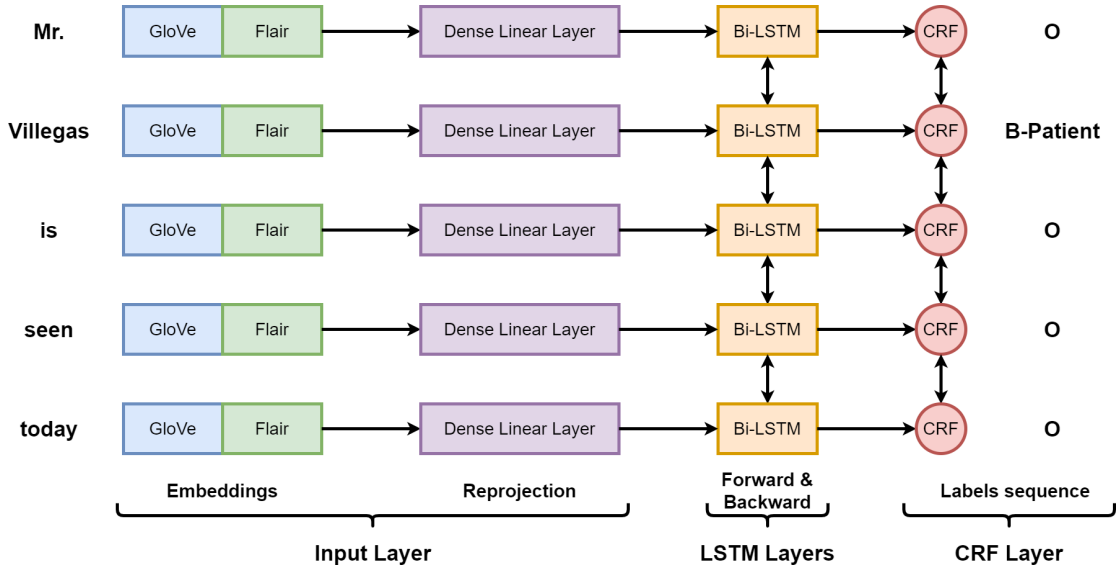 Mr. GloVe Flair Dense Linear Layer Bi-LSTM CRF O
Villegas GloVe Flair Dense Linear Layer Bi-LSTM CRF B-Patient
is GloVe Flair Dense Linear Layer Bi-LSTM CRF O
seen GloVe Flair Dense Linear Layer Bi-LSTM CRF O
today GloVe Flair Dense Linear Layer Bi-LSTM CRF O
Embeddings
Reprojection
Forward &
Backward
Labels sequence
Input Layer
LSTM Layers
CRF Layer